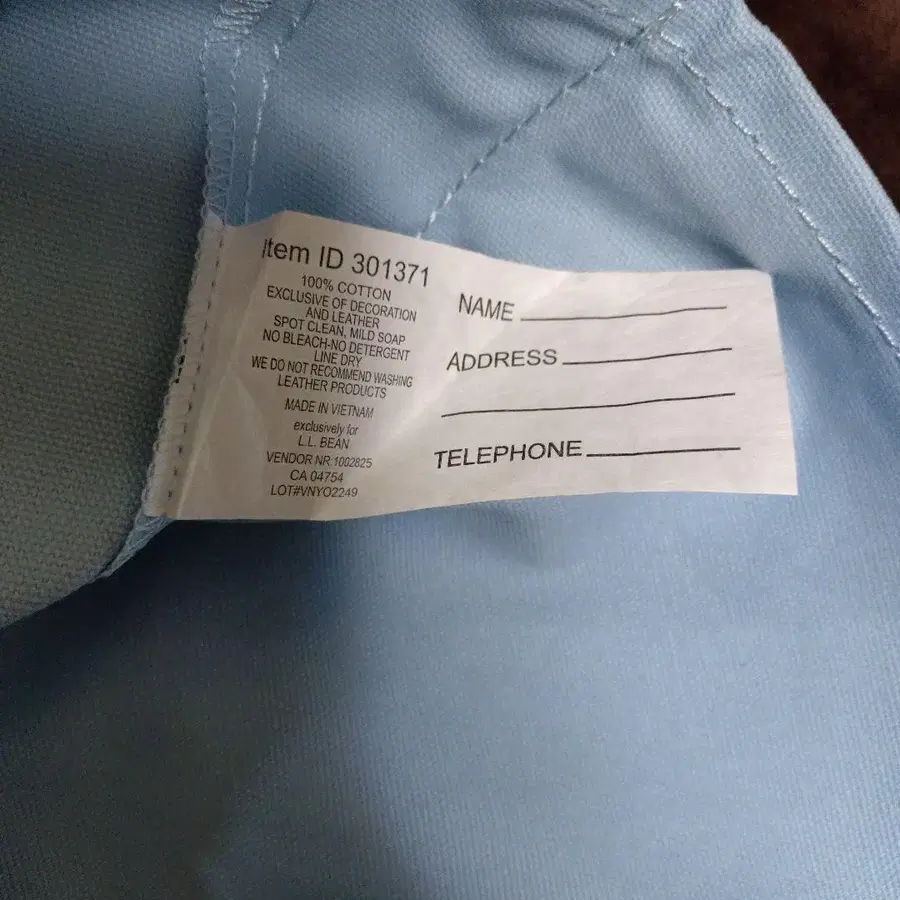 Item ID 301371
100% COTTON
EXCLUSIVE OF DECORATION
AND LEATHER
SPOT CLEAN, MILD SOAP
NO BLEACH-NO DETERGENT
LINE DRY
WE DO NOT RECOMMEND WASHING
LEATHER PRODUCTS
MADE IN VIETNAM
exclusively for
L.L. BEAN
VENDOR NR.1002825
CA 04754
LOT#VNYO2249
NAME
ADDRESS
TELEPHONE